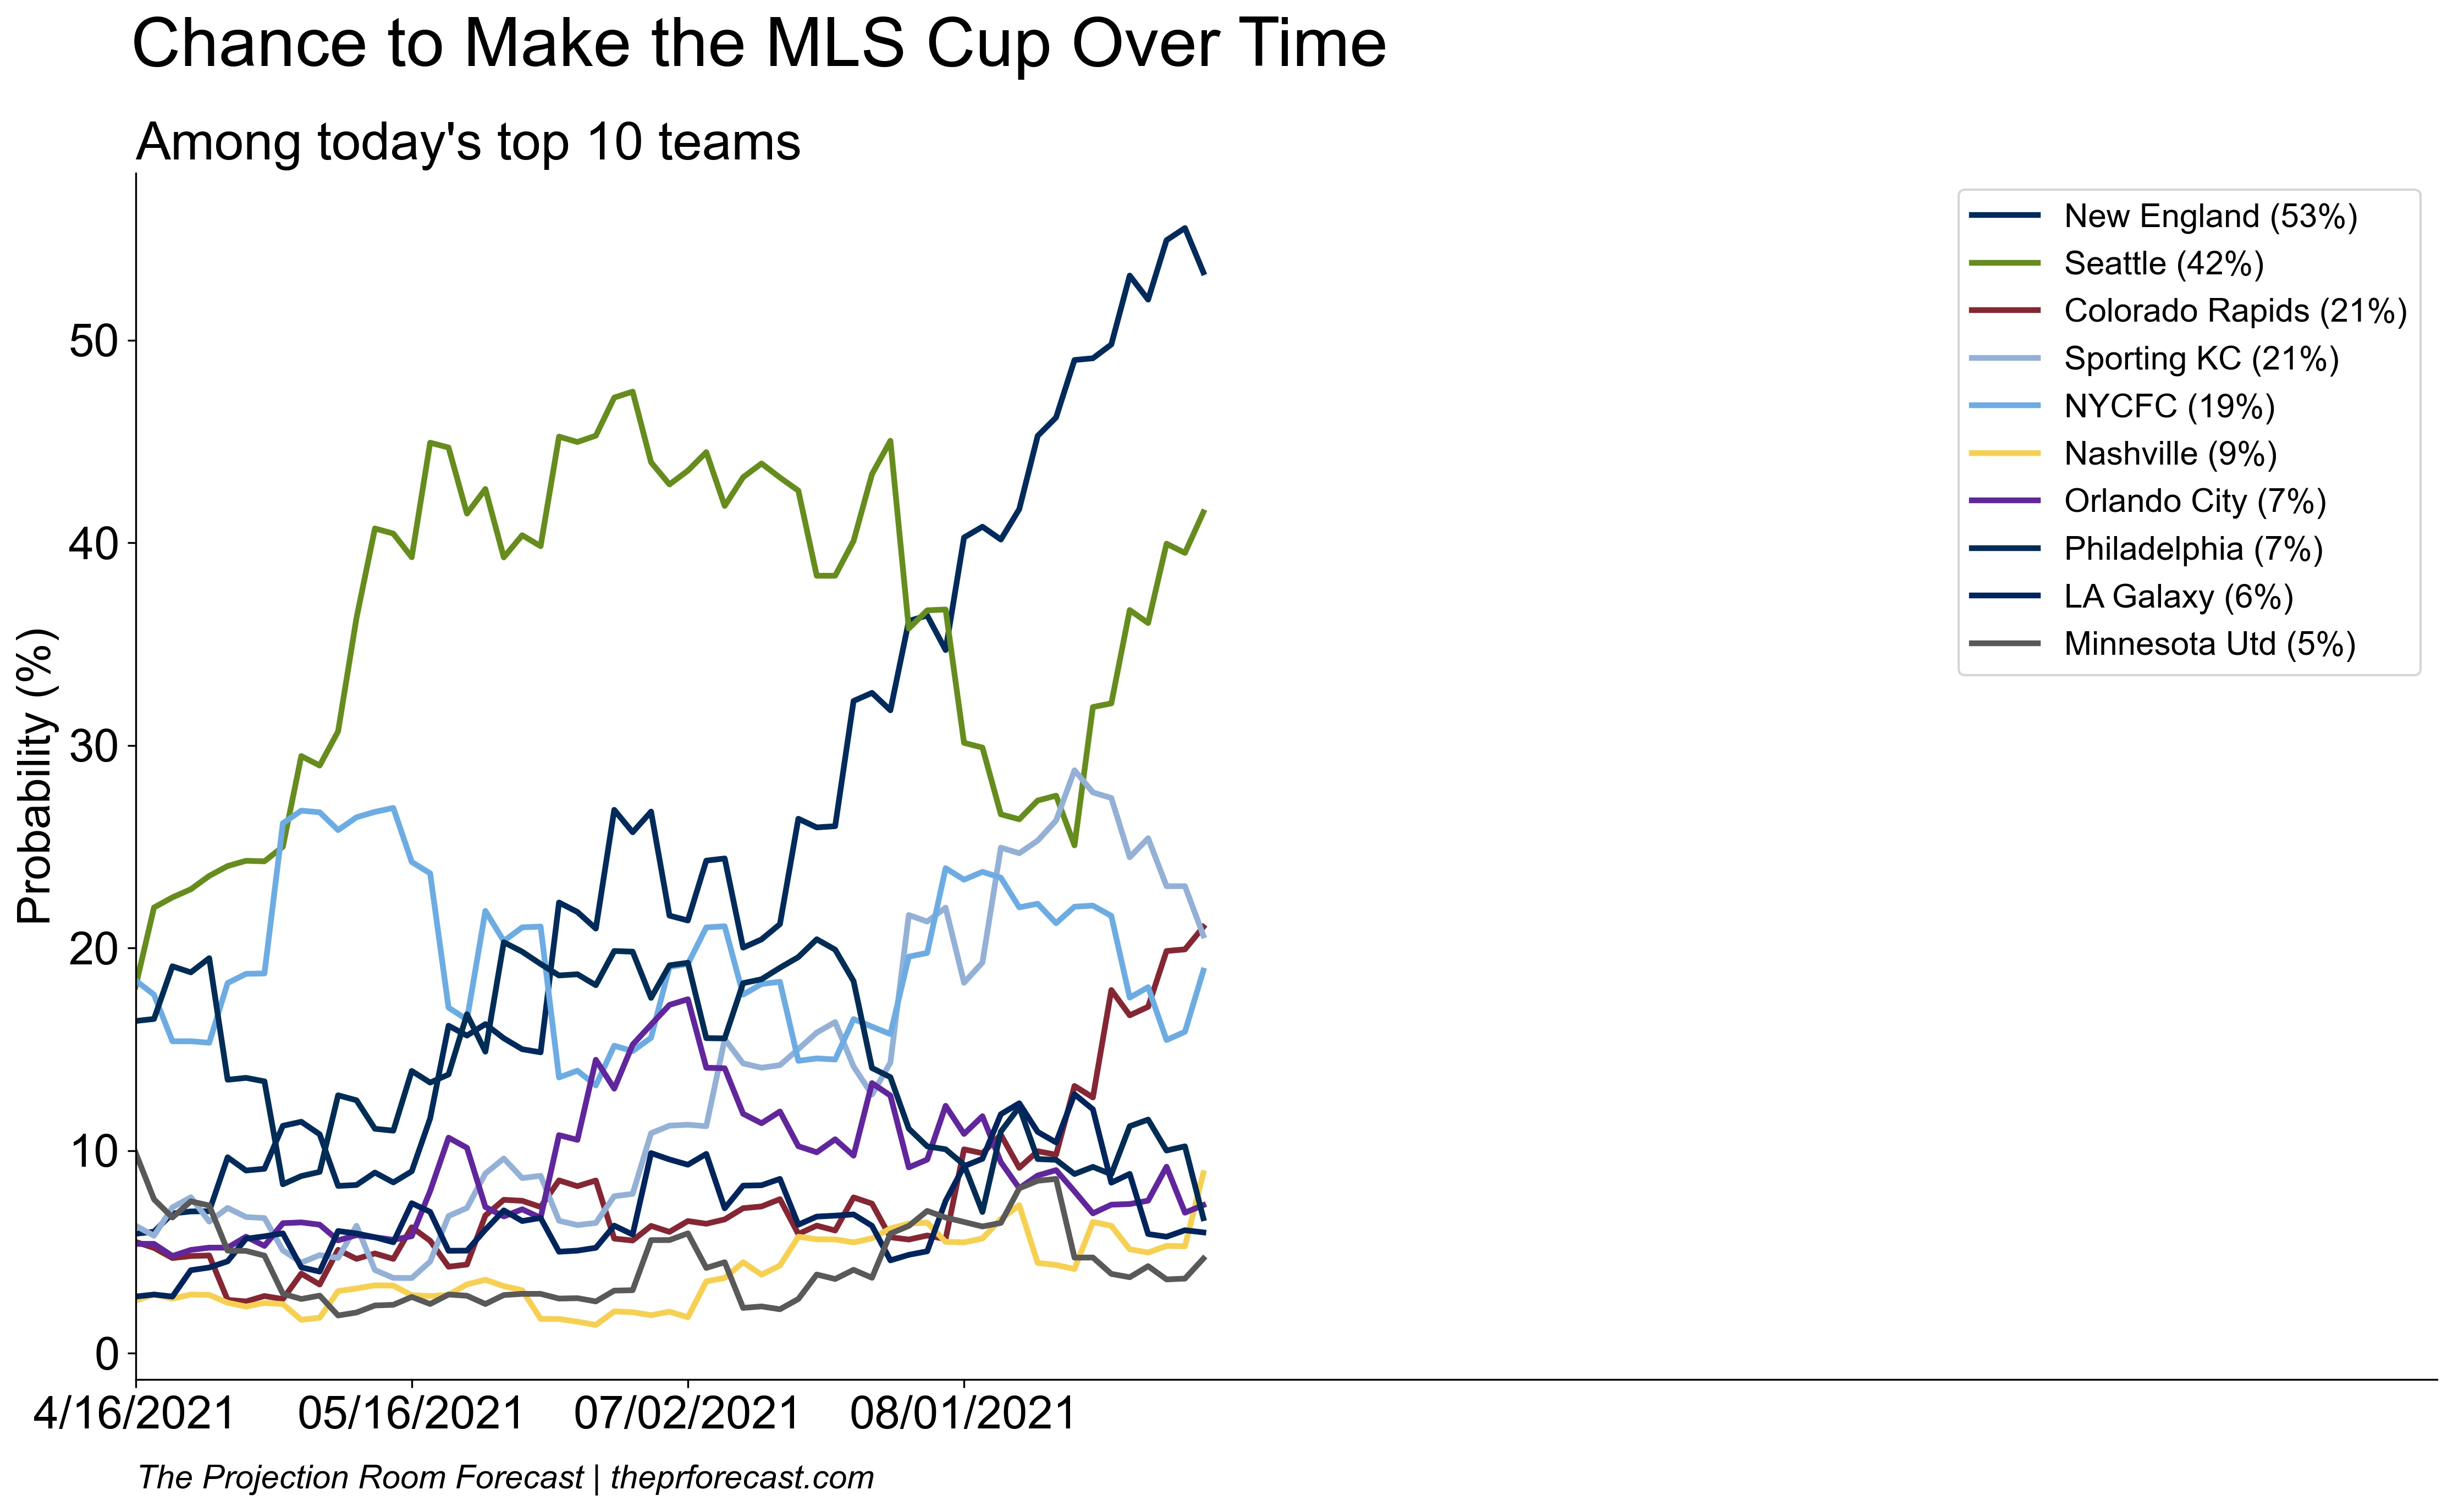 Chance to Make the MLS Cup Over Time
Among today's top 10 teams
New England (53%)
Seattle (42%)
Colorado Rapids (21%)
Sporting KC (21%)
NYCFC (19%)
Nashville (9%)
Orlando City (7%)
Philadelphia (7%)
LA Galaxy (6%)
Minnesota Utd (5%)
Probability (%)
50
40
30
20
10
0
4/16/2021
05/16/2021
07/02/2021
08/01/2021
The Projection Room Forecast | theprforecast.com